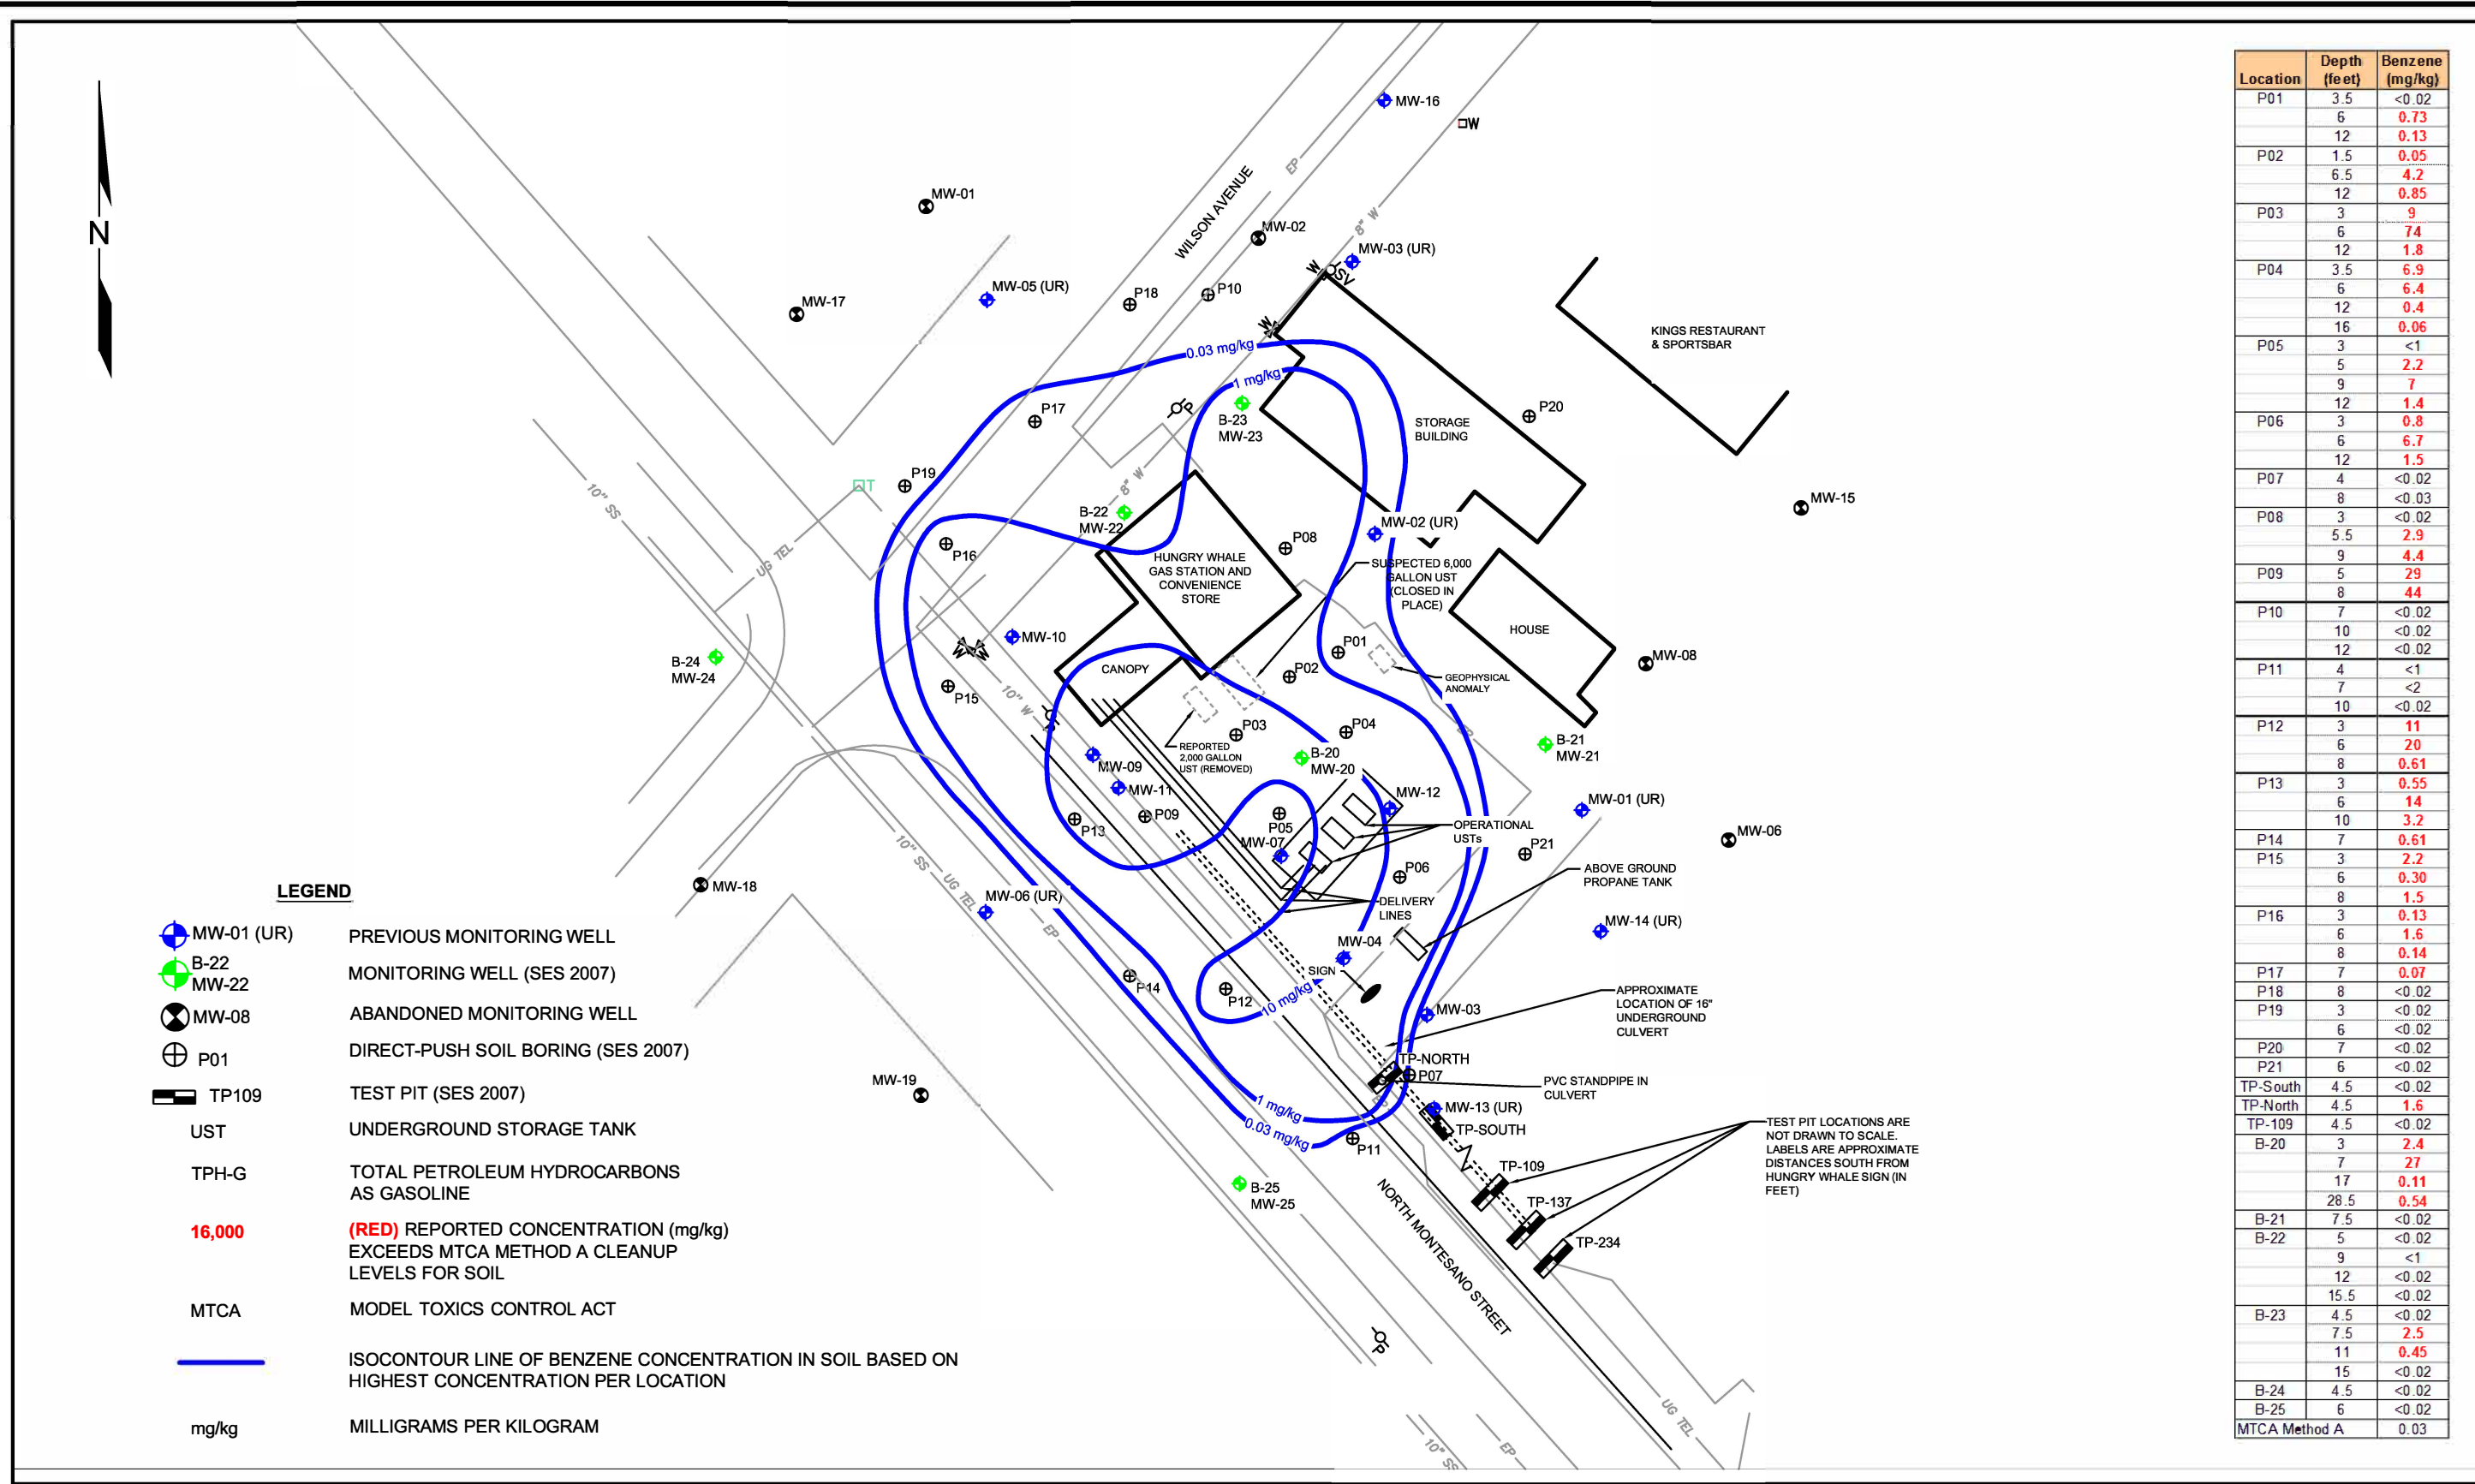 MW-16
W
EP
WILSON AVENUE
8" W
MW-01
MW-02
MW-03 (UR)
W
SV
N
MW-05 (UR)
P18
P10
MW-17
W
KINGS RESTAURANT
& SPORTSBAR
0.03 mg/kg
1 mg/kg
P17
P
B-23
MW-23
STORAGE
BUILDING
P20
P19
T
10" SS
8" W
B-22
MW-22
MW-15
MW-02 (UR)
P16
P08
UG TEL
HUNGRY WHALE
GAS STATION AND
CONVENIENCE
STORE
SUSPECTED 6,000
GALLON UST
(CLOSED IN
PLACE)
HOUSE
MW-10
W
W
P01
B-24
MW-24
CANOPY
P02
MW-08
GEOPHYSICAL
ANOMALY
P15
10" W
P
P03
P04
REPORTED
2,000 GALLON
UST (REMOVED)
B-20
MW-20
B-21
MW-21
MW-09
MW-11
MW-12
MW-01 (UR)
P13
P09
P05
OPERATIONAL
USTs
MW-06
MW-07
P21
10" SS
UG TEL
P06
ABOVE GROUND
PROPANE TANK
MW-18
MW-06 (UR)
EP
DELIVERY
LINES
MW-14 (UR)
MW-04
SIGN
P14
P12
10 mg/kg
APPROXIMATE
LOCATION OF 16"
UNDERGROUND
CULVERT
MW-03
TP-NORTH
P07
PVC STANDPIPE IN
CULVERT
MW-19
1 mg/kg
0.03 mg/kg
MW-13 (UR)
TP-SOUTH
P11
TEST PIT LOCATIONS ARE
NOT DRAWN TO SCALE.
LABELS ARE APPROXIMATE
DISTANCES SOUTH FROM
HUNGRY WHALE SIGN (IN
FEET)
TP-109
B-25
MW-25
TP-137
TP-234
NORTH MONTESANO STREET
P
UG TEL
10" SS
EP
LEGEND
MW-01 (UR) PREVIOUS MONITORING WELL
B-22
MW-22 MONITORING WELL (SES 2007)
MW-08 ABANDONED MONITORING WELL
P01 DIRECT-PUSH SOIL BORING (SES 2007)
TP109 TEST PIT (SES 2007)
UST UNDERGROUND STORAGE TANK
TPH-G TOTAL PETROLEUM HYDROCARBONS
AS GASOLINE
16,000 (RED) REPORTED CONCENTRATION (mg/kg)
EXCEEDS MTCA METHOD A CLEANUP
LEVELS FOR SOIL
MTCA MODEL TOXICS CONTROL ACT
ISOCONTOUR LINE OF BENZENE CONCENTRATION IN SOIL BASED ON
HIGHEST CONCENTRATION PER LOCATION
mg/kg MILLIGRAMS PER KILOGRAM
Location Depth (feet) Benzene (mg/kg)
P01 3.5 <0.02
6 0.73
12 0.13
P02 1.5 0.05
6.5 4.2
12 0.85
P03 3 9
6 74
12 1.8
P04 3.5 6.9
6 6.4
12 0.4
16 0.06
P05 3 <1
5 2.2
9 7
12 1.4
P06 3 0.8
6 6.7
12 1.5
P07 4 <0.02
8 <0.03
P08 3 <0.02
5.5 2.9
9 4.4
P09 5 29
8 44
P10 7 <0.02
10 <0.02
12 <0.02
P11 4 <1
7 <2
10 <0.02
P12 3 11
6 20
8 0.61
P13 3 0.55
6 14
10 3.2
P14 7 0.61
P15 3 2.2
6 0.30
8 1.5
P16 3 0.13
6 1.6
8 0.14
P17 7 0.07
P18 8 <0.02
P19 3 <0.02
6 <0.02
P20 7 <0.02
P21 6 <0.02
TP-South 4.5 <0.02
TP-North 4.5 1.6
TP-109 4.5 <0.02
B-20 3 2.4
7 27
17 0.11
28.5 0.54
B-21 7.5 <0.02
B-22 5 <0.02
9 <1
12 <0.02
15.5 <0.02
B-23 4.5 <0.02
7.5 2.5
11 0.45
15 <0.02
B-24 4.5 <0.02
B-25 6 <0.02
MTCA Method A 0.03